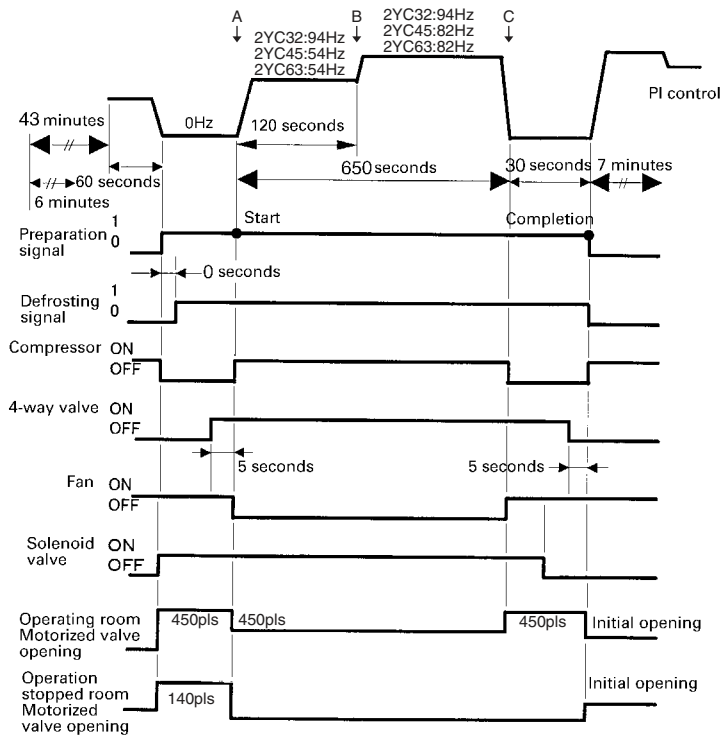 A
B
C
2YC32:94Hz
2YC45:54Hz
2YC63:54Hz
2YC32:94Hz
2YC45:82Hz
2YC63:82Hz
PI control
43 minutes
0Hz
120 seconds
650 seconds
30 seconds
7 minutes
60 seconds
6 minutes
Start
Completion
Preparation
signal
1
0
0 seconds
Defrosting
signal
1
0
Compressor
ON
OFF
4-way valve
ON
OFF
5 seconds
5 seconds
Fan
ON
OFF
Solenoid
valve
ON
OFF
Operating room
Motorized valve
opening
450pls
450pls
450pls
Initial opening
Operation
stopped room
Motorized
valve opening
140pls
Initial opening